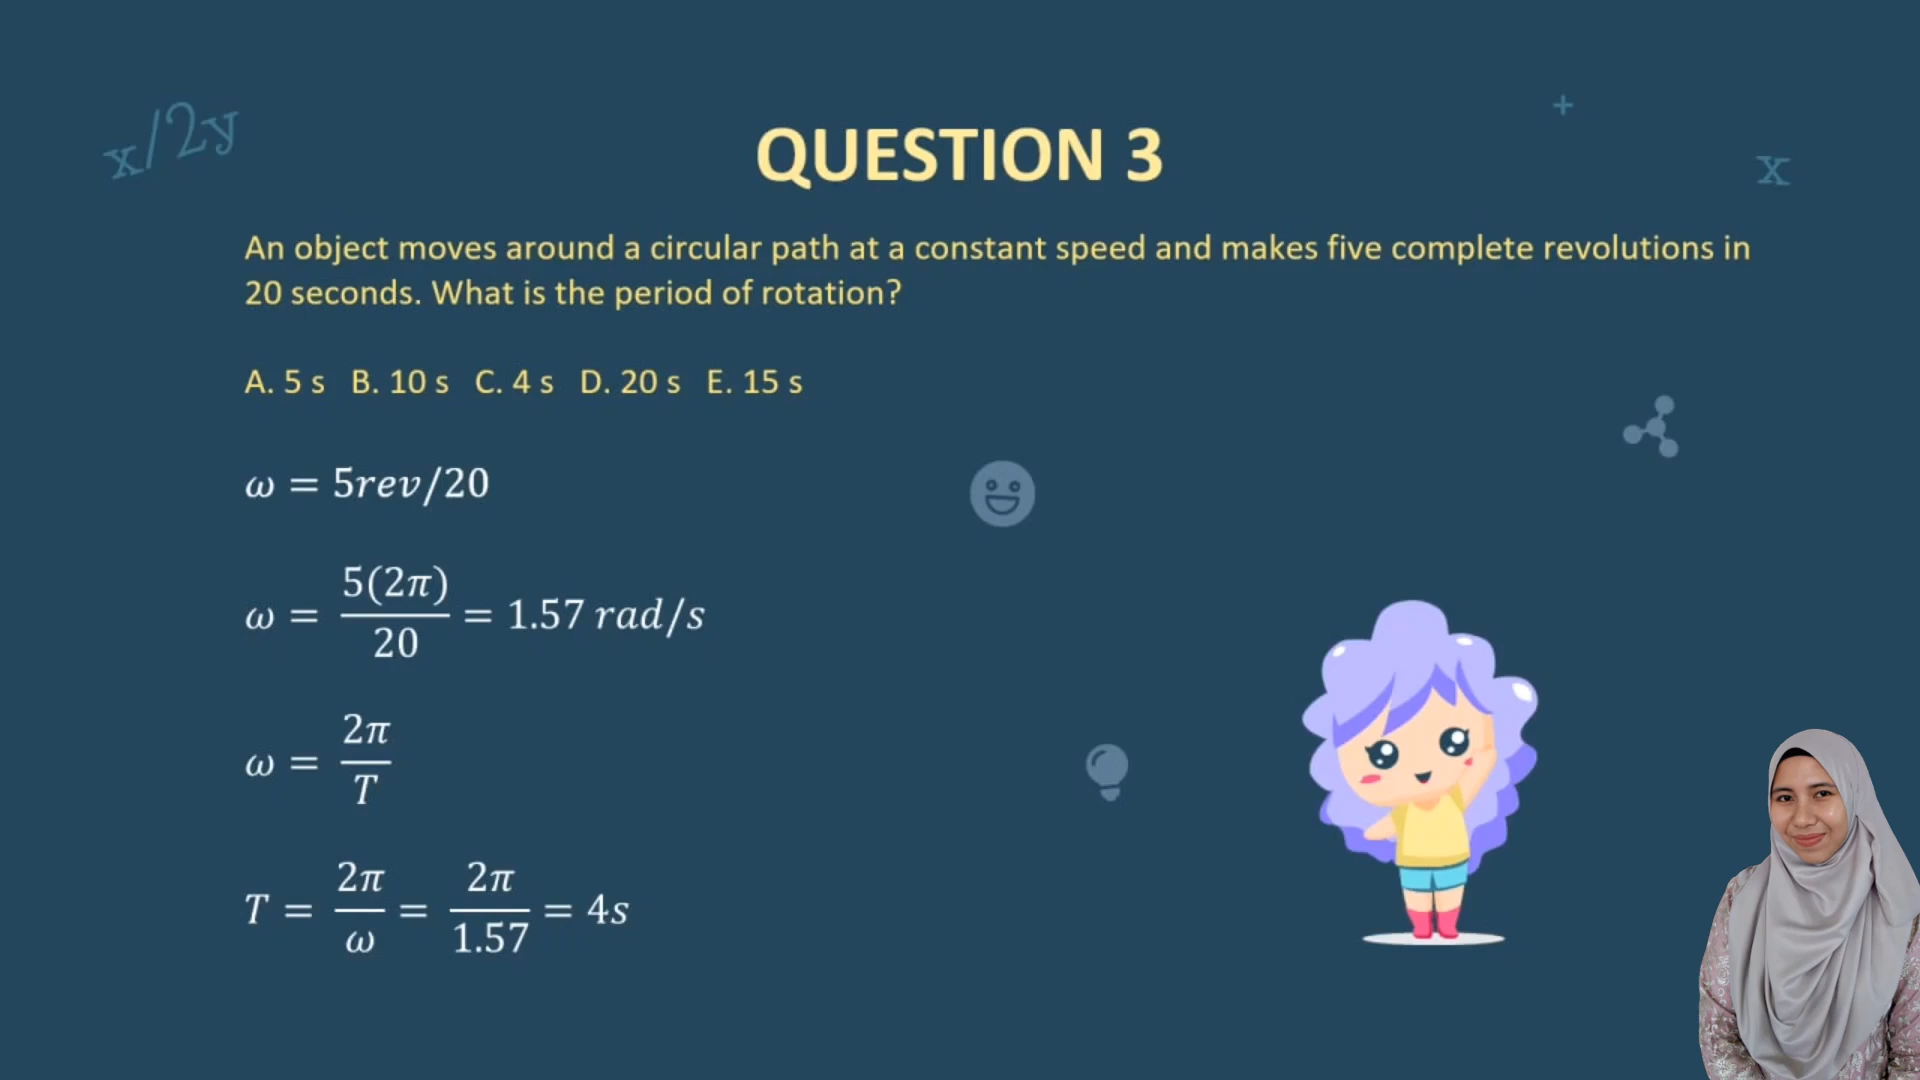 x/2y
+
x
QUESTION 3
An object moves around a circular path at a constant speed and makes five complete revolutions in
20 seconds. What is the period of rotation?
A. 5 s B. 10 s C. 4 s D. 20 s E. 15 s
ω = 5rev/20
ω = 5(2π)/20 = 1.57 rad/s
ω = 2π/T
T = 2π/ω = 2π/1.57 = 4s